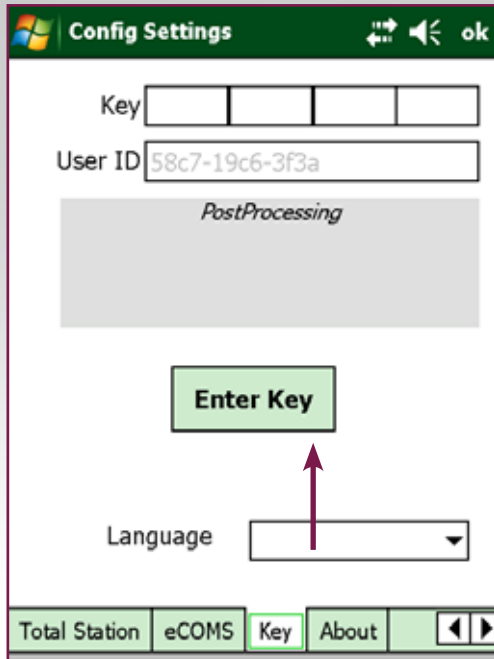 Config Settings ok
Key
User ID 58c7-19c6-3f3a
PostProcessing
Enter Key
Language
Total Station eCOMS Key About